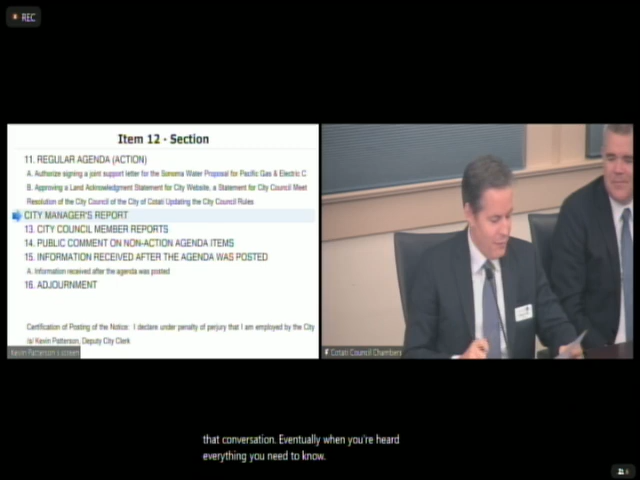 REC
Item 12 - Section
11. REGULAR AGENDA (ACTION)
A. Authorize signing a joint support letter for the Sonoma Water Proposal for Pacific Gas & Electric C
B. Approving a Land Acknowledgment Statement for City Website, a Statement for City Council Meet
Resolution of the City Council of the City of Cotati Updating the City Council Rules
CITY MANAGER'S REPORT
13. CITY COUNCIL MEMBER REPORTS
14. PUBLIC COMMENT ON NON-ACTION AGENDA ITEMS
15. INFORMATION RECEIVED AFTER THE AGENDA WAS POSTED
A. Information received after the agenda was posted
16. ADJOURNMENT
Certification of Posting of the Notice: I declare under penalty of perjury that I am employed by the City
/s/ Kevin Patterson, Deputy City Clerk
Kevin Patterson's screen
Cotati Council Chambers
that conversation. Eventually when you're heard
everything you need to know.